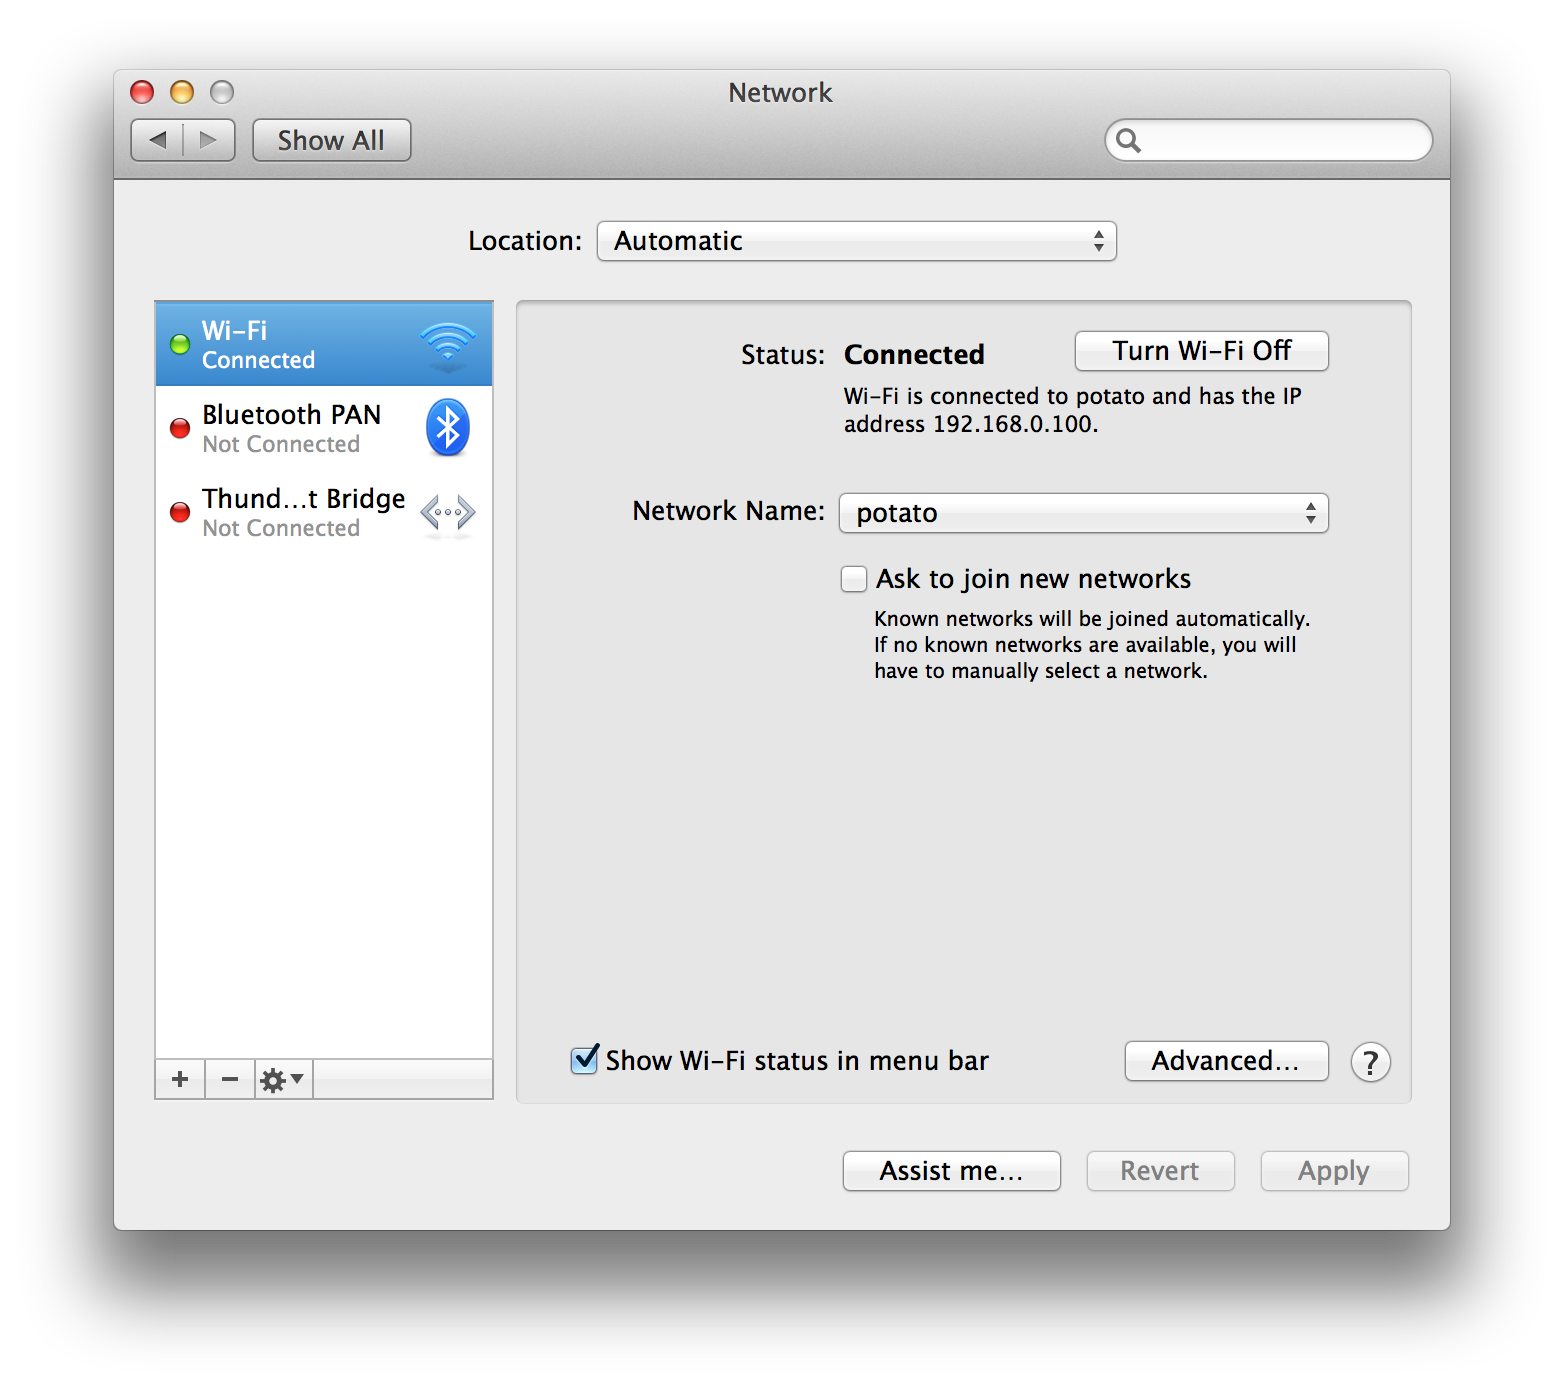 Network
Show All
Location: Automatic
Wi-Fi
Connected
Bluetooth PAN
Not Connected
Thund...t Bridge
Not Connected
Status: Connected
Turn Wi-Fi Off
Wi-Fi is connected to potato and has the IP
address 192.168.0.100.
Network Name: potato
Ask to join new networks
Known networks will be joined automatically.
If no known networks are available, you will
have to manually select a network.
Show Wi-Fi status in menu bar
Advanced...
?
Assist me...
Revert
Apply